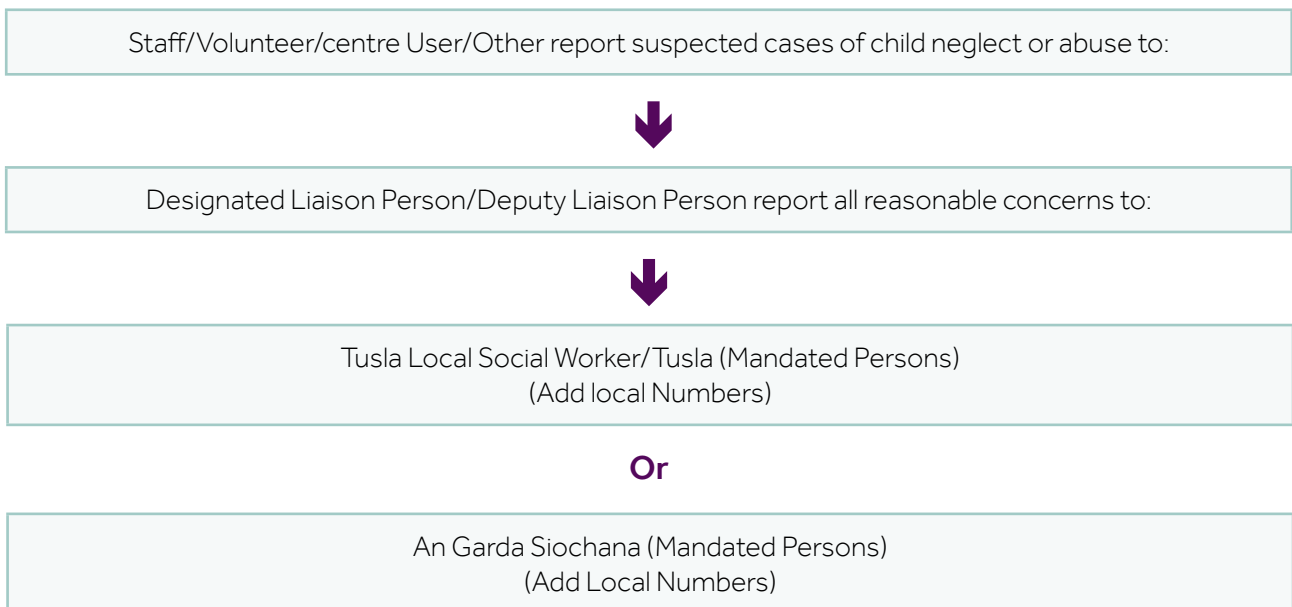 Staff/Volunteer/centre User/Other report suspected cases of child neglect or abuse to:
Designated Liaison Person/Deputy Liaison Person report all reasonable concerns to:
Tusla Local Social Worker/Tusla (Mandated Persons)
(Add local Numbers)
Or
An Garda Siochana (Mandated Persons)
(Add Local Numbers)